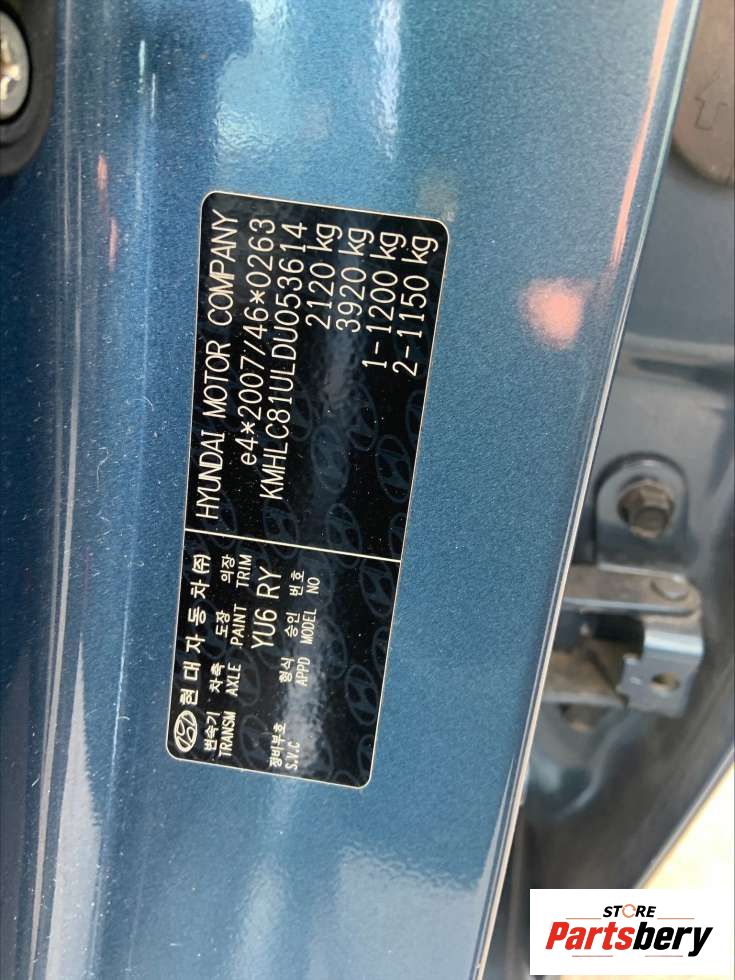 HYUNDAI MOTOR COMPANY
e4*2007/46*0263
KMHLC81ULDU053614
2120 kg
3920 kg
1-1200 kg
2-1150 kg
현대자동차(주)
변속기 차축 도장 의장
TRANSM AXLE PAINT TRIM
YU6 RY
정비부호 형식 승인 번호
S.V.C APPD MODEL NO
STORE
Partsbery